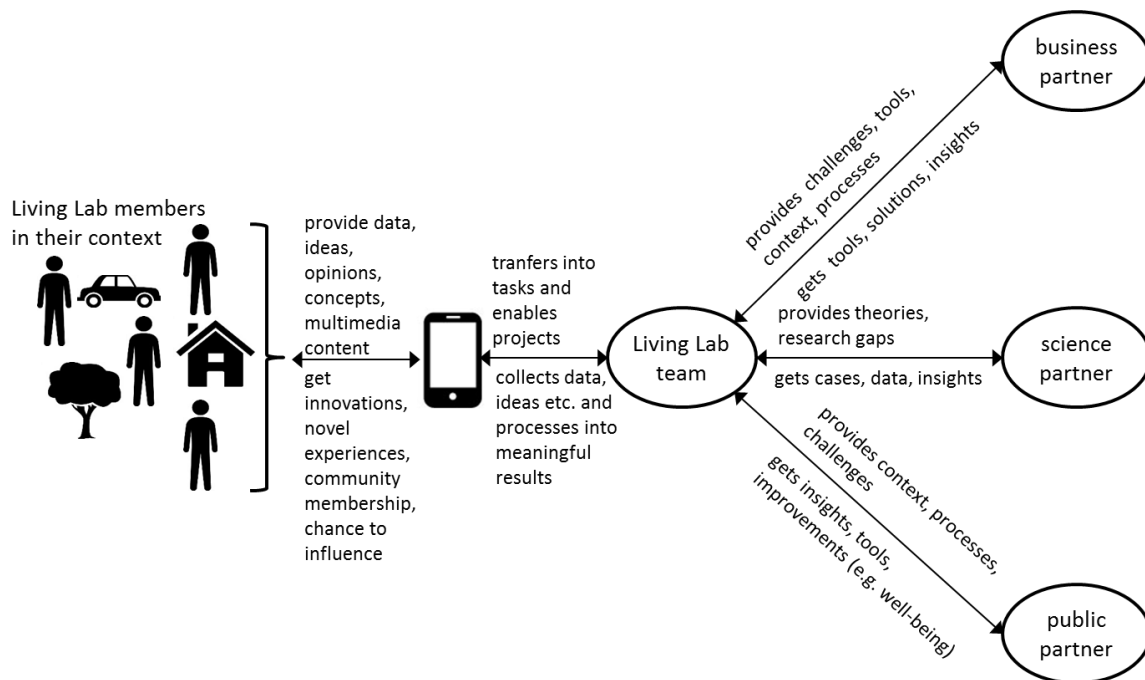 Living Lab members
in their context
provide data,
ideas,
opinions,
concepts,
multimedia
content
get
innovations,
novel
experiences,
community
membership,
chance to
influence
tranfers into
tasks and
enables
projects
collects data,
ideas etc. and
processes into
meaningful
results
Living Lab
team
provides challenges, tools,
context, processes
gets tools, solutions, insights
business
partner
provides theories,
research gaps
gets cases, data, insights
science
partner
provides context, processes,
challenges
gets insights, tools,
improvements (e.g. well-being)
public
partner